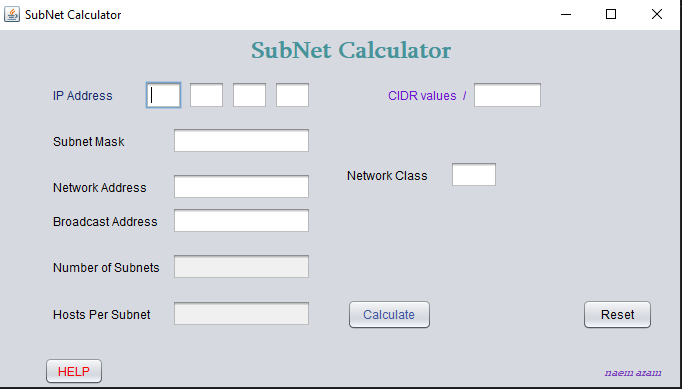 SubNet Calculator
SubNet Calculator
IP Address
CIDR values /
Subnet Mask
Network Class
Network Address
Broadcast Address
Number of Subnets
Hosts Per Subnet
Calculate
Reset
HELP
naem azam